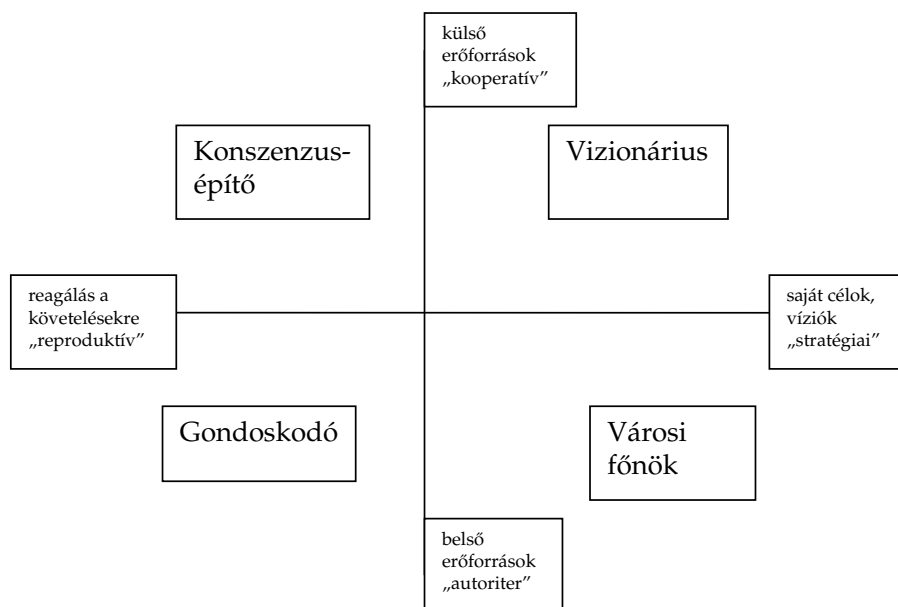 külső
erőforrások
„kooperatív”
Konszenzus-
építő
Vizionárius
reagálás a
követelésekre
„reproduktív”
saját célok,
víziók
„stratégiai”
Gondoskodó
Városi
főnök
belső
erőforrások
„autoriter”